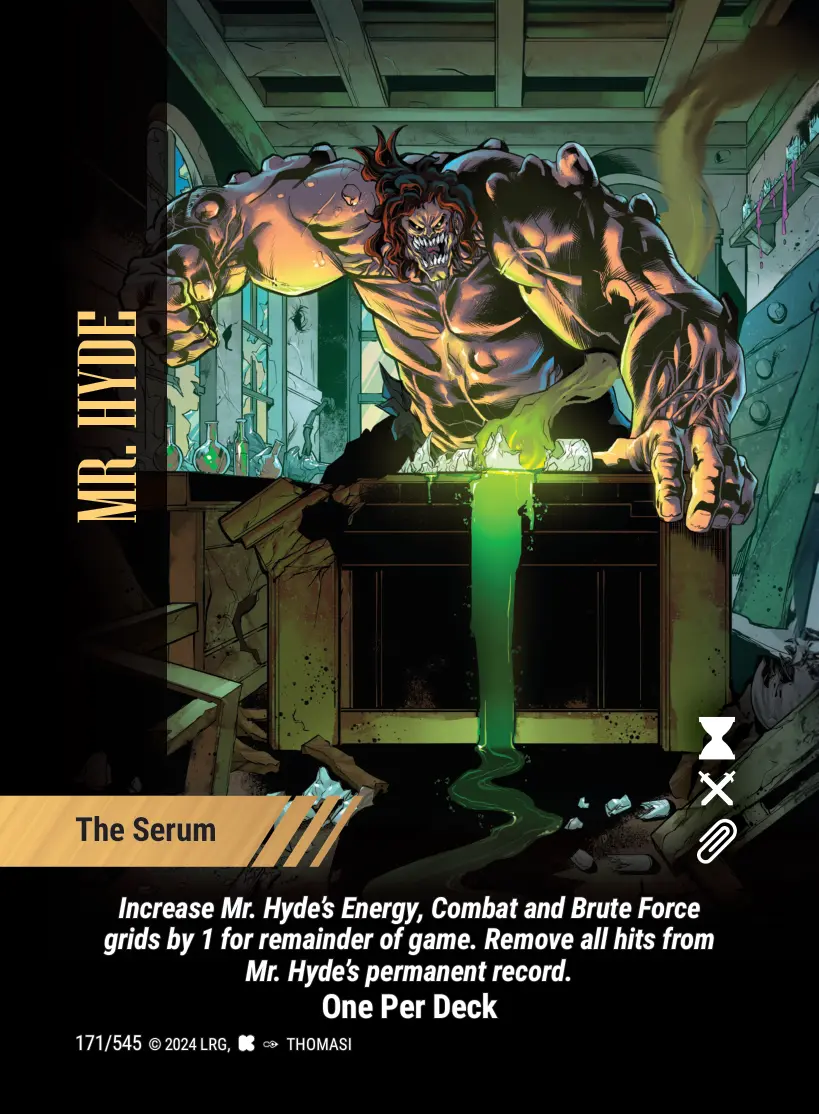 MR. HYDE
The Serum
Increase Mr. Hyde’s Energy, Combat and Brute Force
grids by 1 for remainder of game. Remove all hits from
Mr. Hyde’s permanent record.
One Per Deck
171/545 © 2024 LRG, K ✑ THOMASI